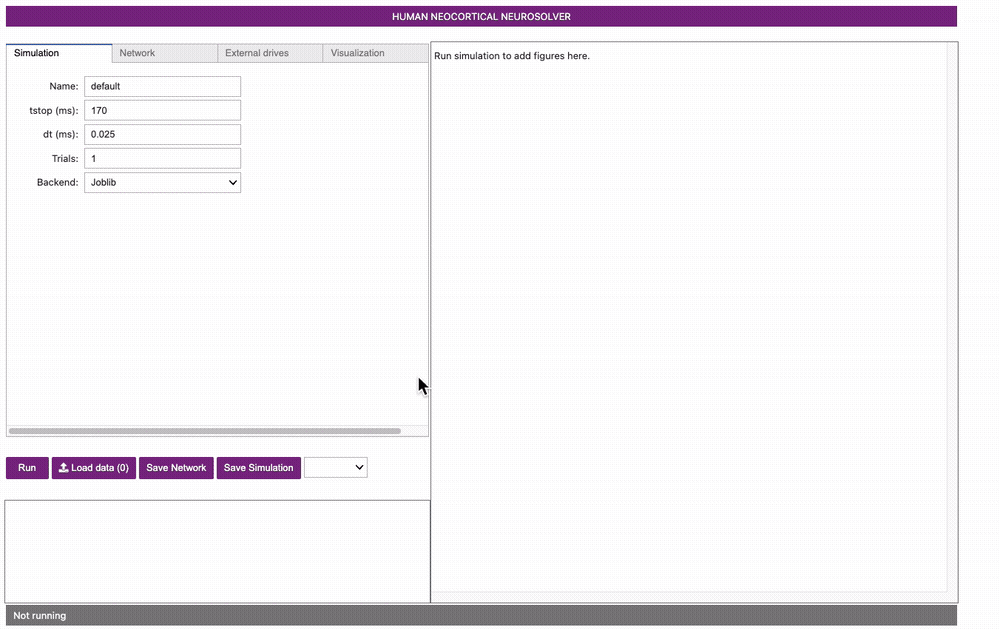 HUMAN NEOCORTICAL NEUROSOLVER
Simulation Network External drives Visualization
Run simulation to add figures here.
Name: default
tstop (ms): 170
dt (ms): 0.025
Trials: 1
Backend: Joblib
Run Load data (0) Save Network Save Simulation
Not running